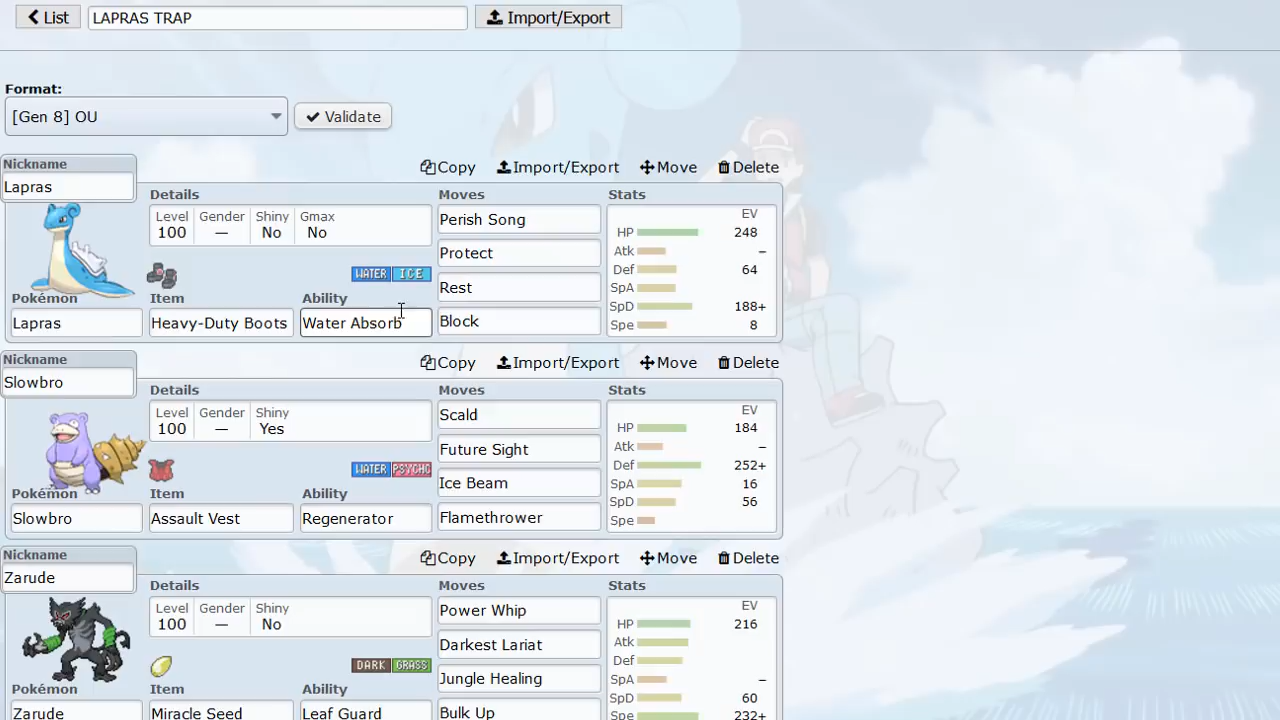 List LAPRAS TRAP Import/Export
Format:
[Gen 8] OU Validate
Nickname Copy Import/Export Move Delete
Lapras
Details Moves Stats
Level Gender Shiny Gmax Perish Song EV
100 — No No HP 248
Protect Atk –
WATER ICE Rest Def 64
Pokémon Item Ability SpA
Lapras Heavy-Duty Boots Water Absorb Block SpD 188+
Spe 8
Nickname Copy Import/Export Move Delete
Slowbro
Details Moves Stats
Level Gender Shiny Scald EV
100 — Yes HP 184
Future Sight Atk –
WATER PSYCHC Ice Beam Def 252+
Pokémon Item Ability SpA 16
Slowbro Assault Vest Regenerator Flamethrower SpD 56
Spe
Nickname Copy Import/Export Move Delete
Zarude
Details Moves Stats
Level Gender Shiny Power Whip EV
100 — No HP 216
Darkest Lariat Atk
DARK GRASS Jungle Healing Def
Pokémon Item Ability SpA –
Zarude Miracle Seed Leaf Guard Bulk Up SpD 60
Spe 232+